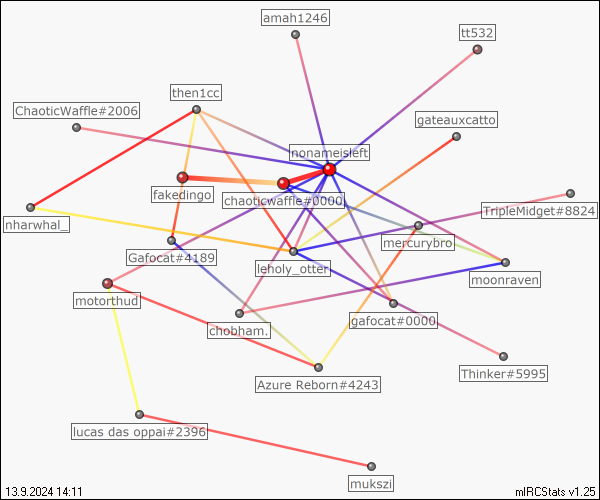 amah1246
tt532
then1cc
ChaoticWaffle#2006
gateauxcatto
nonameisleft
fakedingo
chaoticwaffle#0000
TripleMidget#8824
nharwhal_
mercurybro
Gafocat#4189
leholy_otter
moonraven
motorthud
gafocat#0000
chobham.
Thinker#5995
Azure Reborn#4243
lucas das oppai#2396
mukszi
13.9.2024 14:11
mIRCStats v1.25